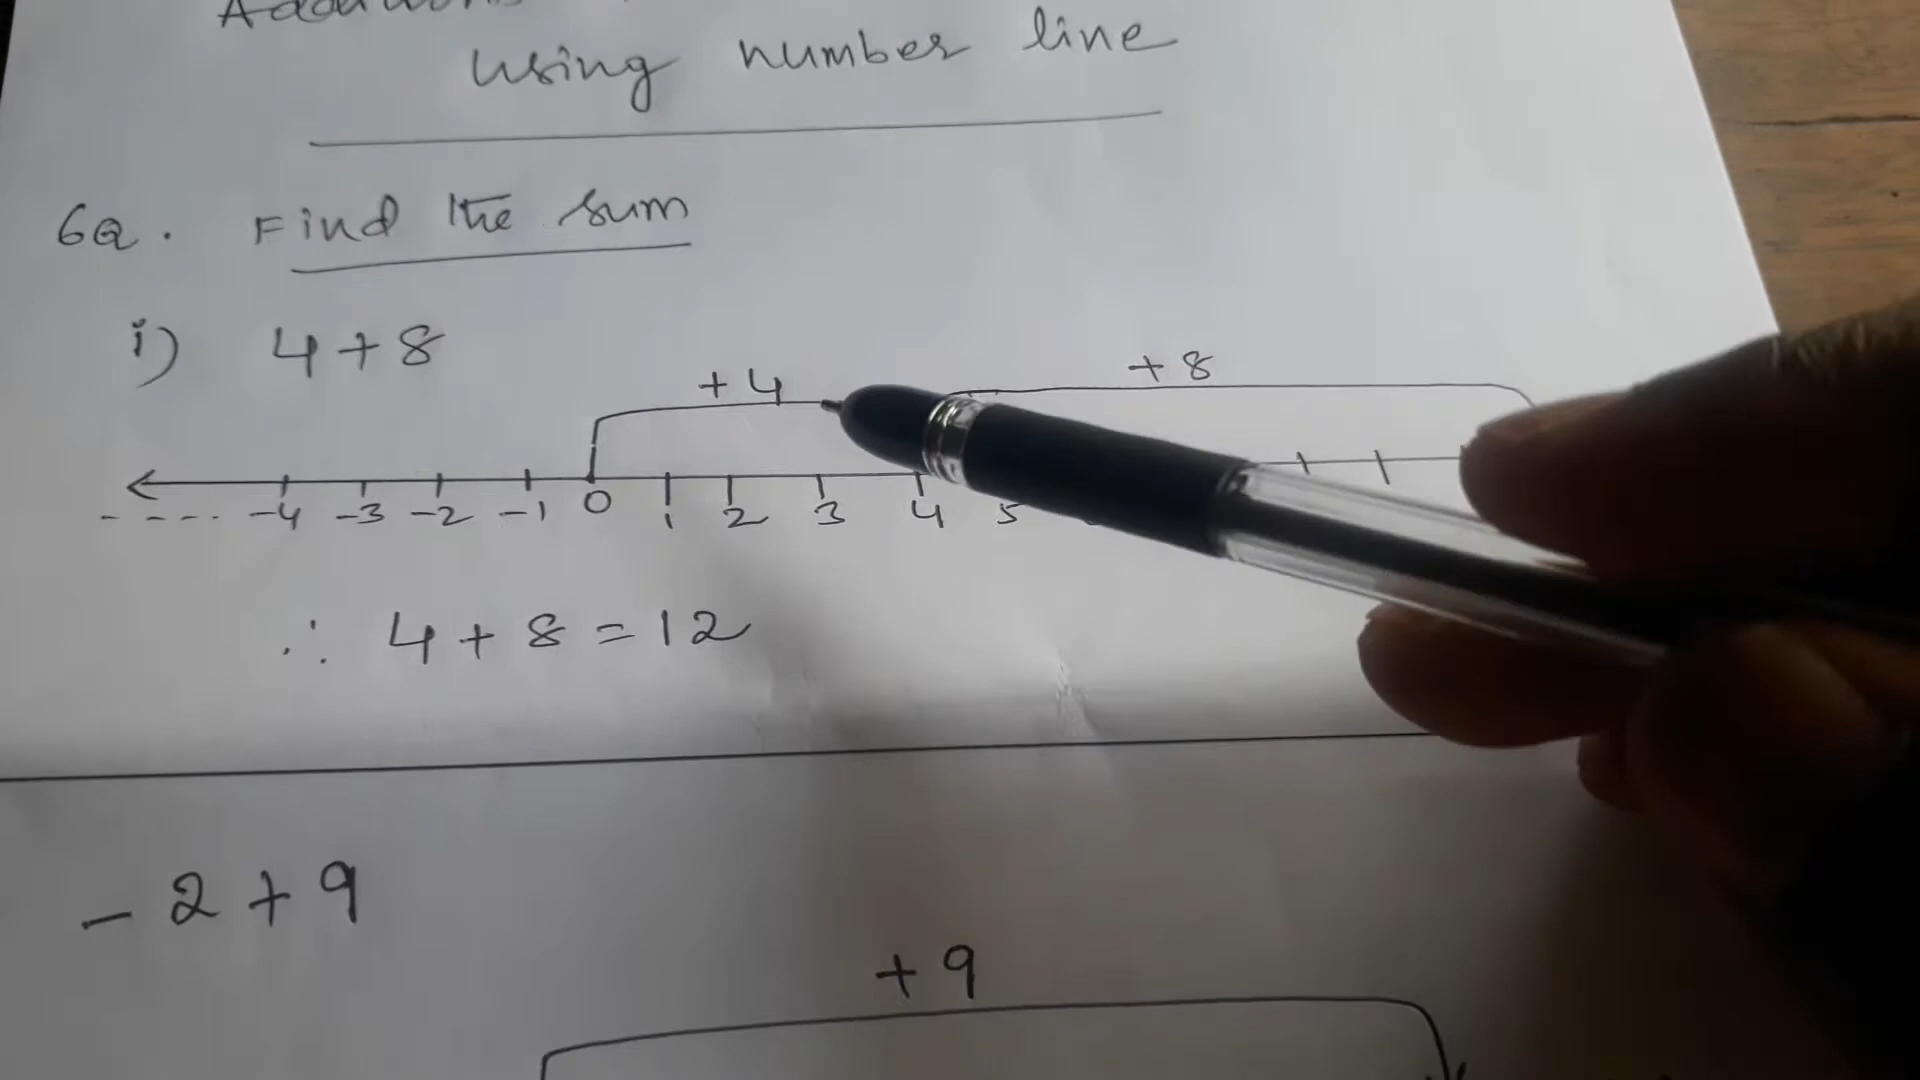 using number line
6Q. Find the sum
i) 4+8
+4 +8
---- -4 -3 -2 -1 0 1 2 3 4 5
∴ 4+8=12
-2+9
+9